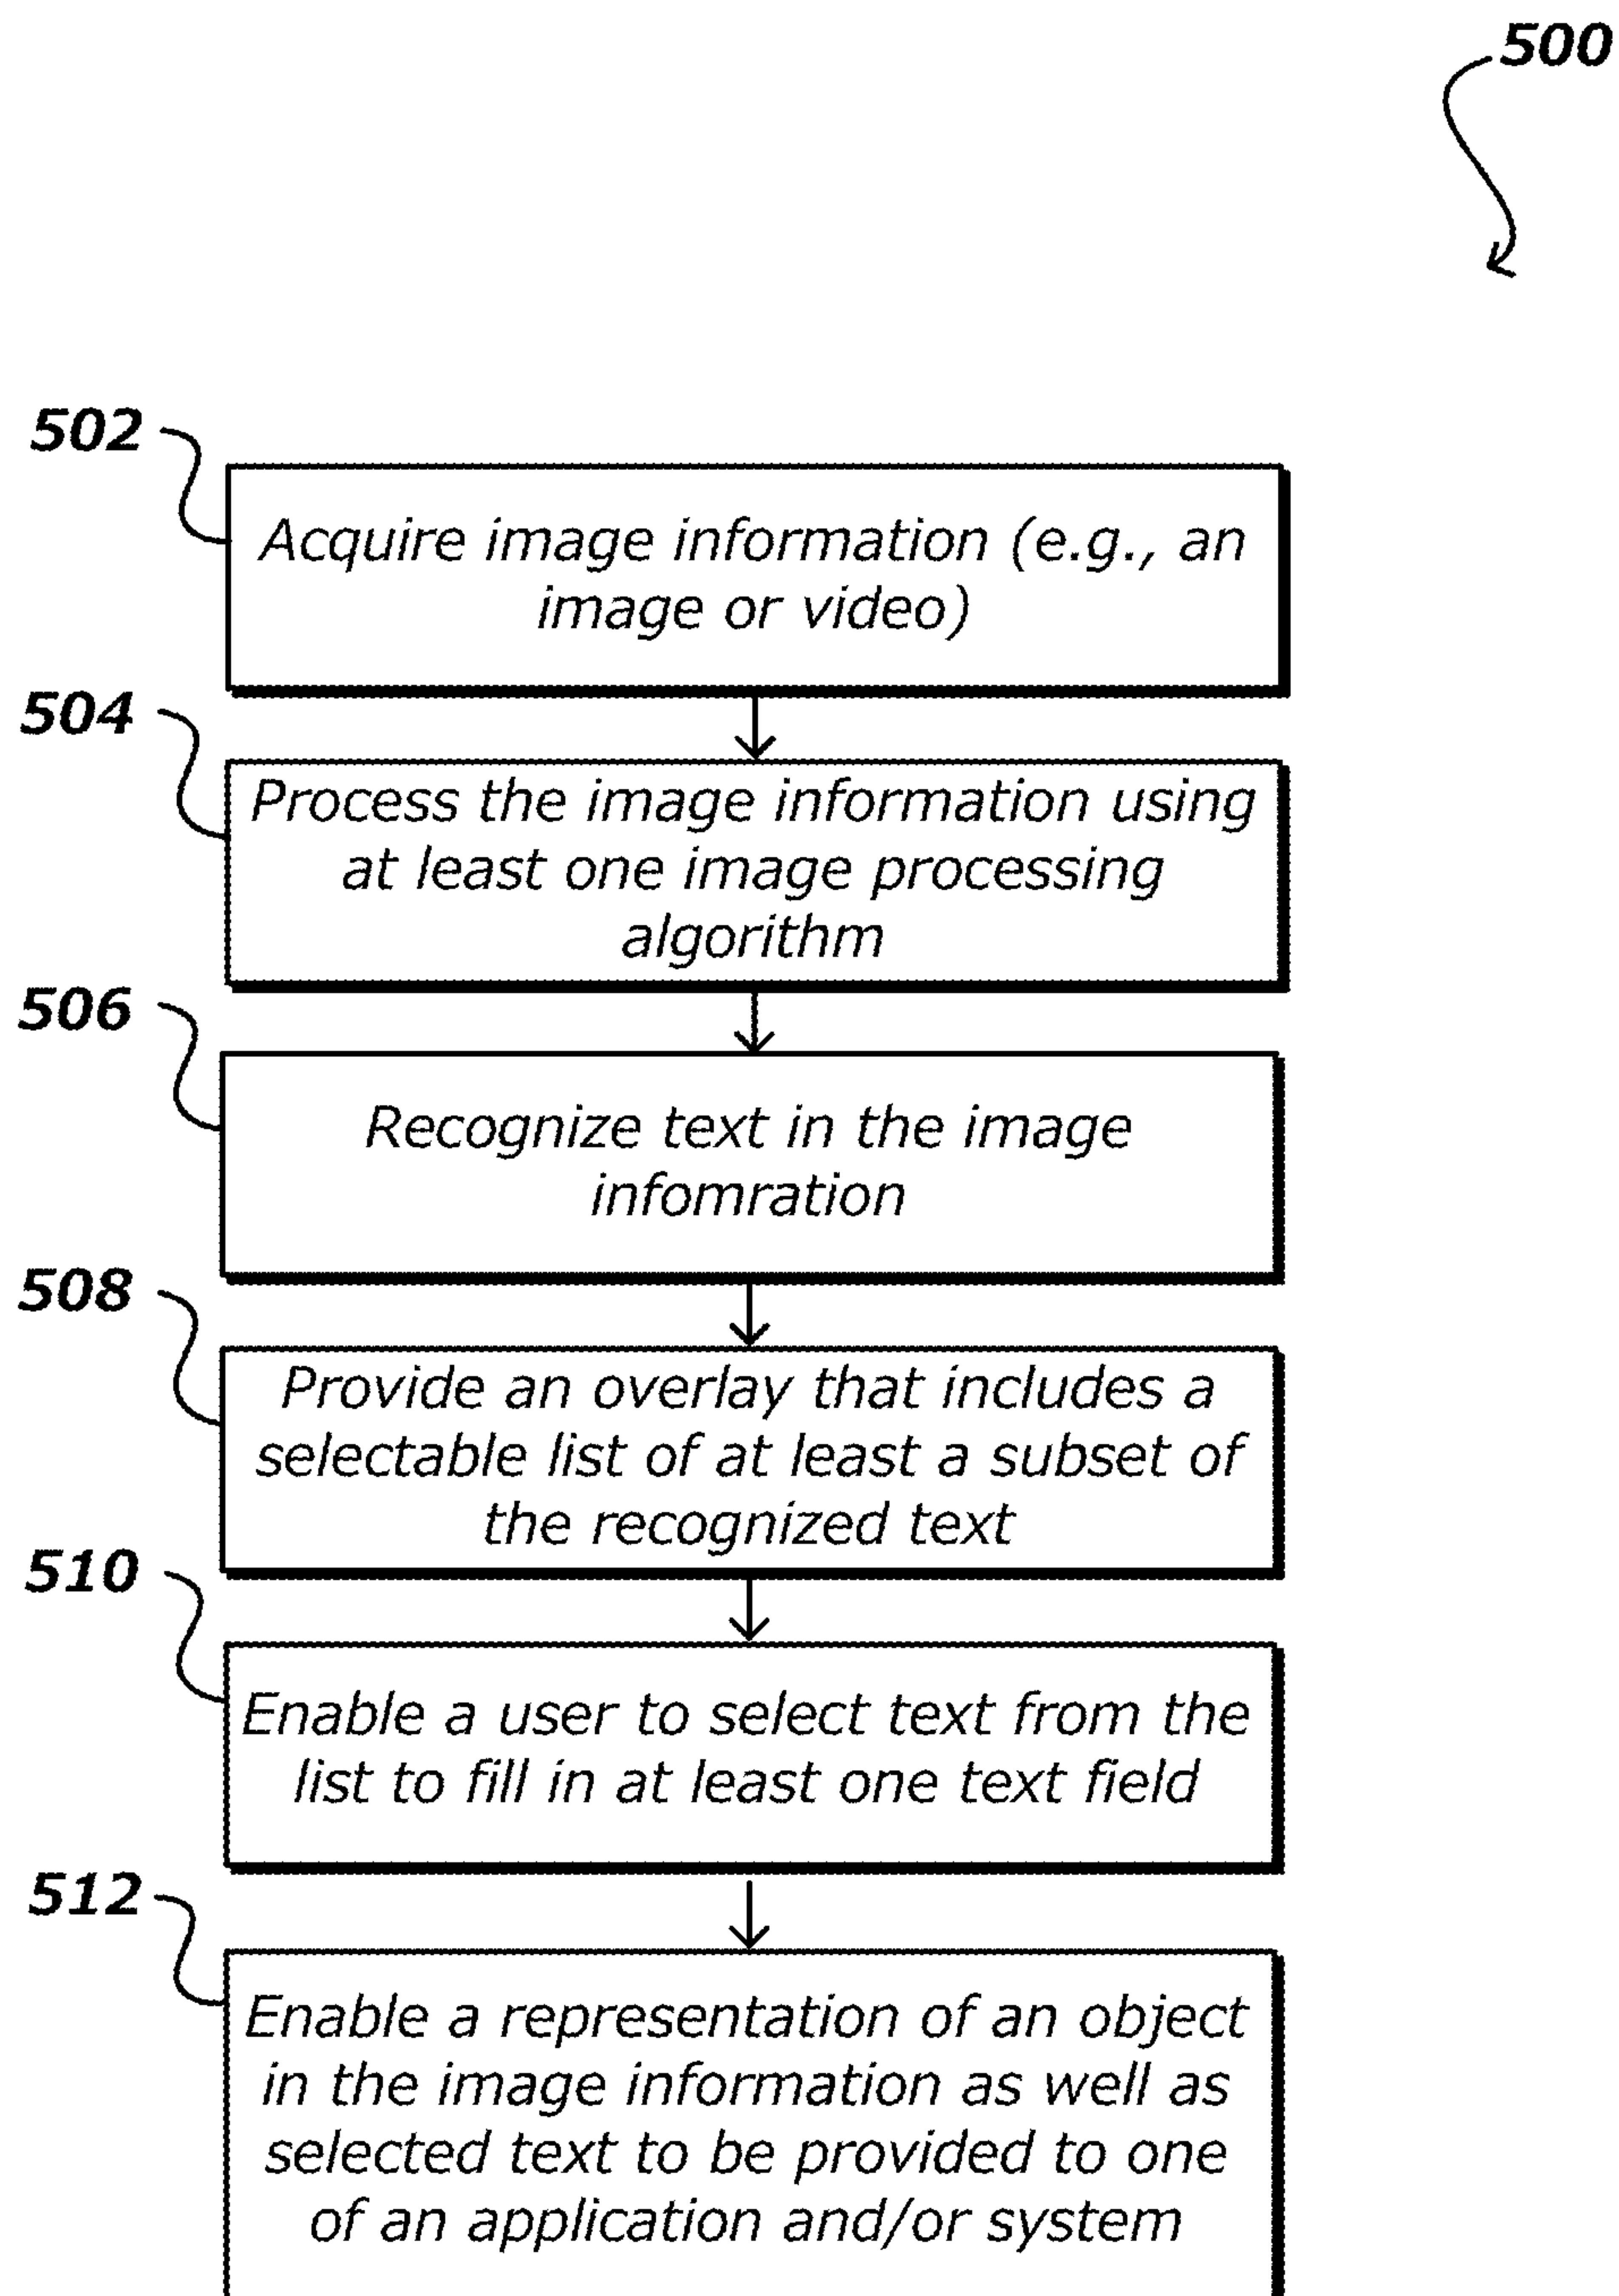 500
502
Acquire image information (e.g., an
image or video)
504
Process the image information using
at least one image processing
algorithm
506
Recognize text in the image
infomration
508
Provide an overlay that includes a
selectable list of at least a subset of
the recognized text
510
Enable a user to select text from the
list to fill in at least one text field
512
Enable a representation of an object
in the image information as well as
selected text to be provided to one
of an application and/or system